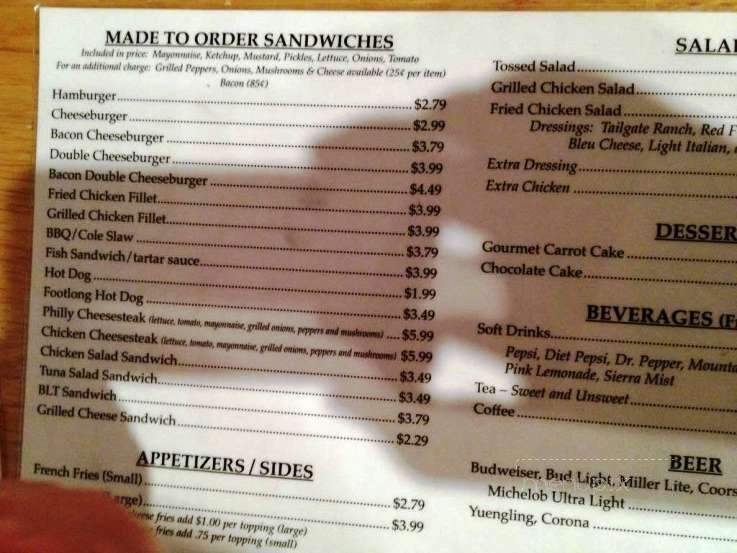 MADE TO ORDER SANDWICHES
Included in price: Mayonnaise, Ketchup, Mustard, Pickles, Lettuce, Onions, Tomato
For an additional charge: Grilled Peppers, Onions, Mushrooms & Cheese available (25¢ per item)
Bacon (85¢)
Hamburger $2.79
Cheeseburger $2.99
Bacon Cheeseburger $3.79
Double Cheeseburger $3.99
Bacon Double Cheeseburger $4.49
Fried Chicken Fillet $3.99
Grilled Chicken Fillet $3.99
BBQ/Cole Slaw $3.79
Fish Sandwich/tartar sauce $3.99
Hot Dog $1.99
Footlong Hot Dog $3.49
Philly Cheesesteak (lettuce, tomato, mayonnaise, grilled onions, peppers and mushrooms) $5.99
Chicken Cheesesteak (lettuce, tomato, mayonnaise, grilled onions, peppers and mushrooms) $5.99
Chicken Salad Sandwich $3.49
Tuna Salad Sandwich $3.49
BLT Sandwich $3.79
Grilled Cheese Sandwich $2.29
APPETIZERS / SIDES
French Fries (Small) $2.79
arge) $3.99
cheese fries add $1.00 per topping (large)
fries add .75 per topping (small)
SALA
Tossed Salad
Grilled Chicken Salad
Fried Chicken Salad
Dressings: Tailgate Ranch, Red F
Bleu Cheese, Light Italian,
Extra Dressing
Extra Chicken
DESSER
Gourmet Carrot Cake
Chocolate Cake
BEVERAGES (F
Soft Drinks
Pepsi, Diet Pepsi, Dr. Pepper, Mounta
Pink Lemonade, Sierra Mist
Tea – Sweet and Unsweet
Coffee
BEER
Budweiser, Bud Light, Miller Lite, Coors
Michelob Ultra Light
Yuengling, Corona